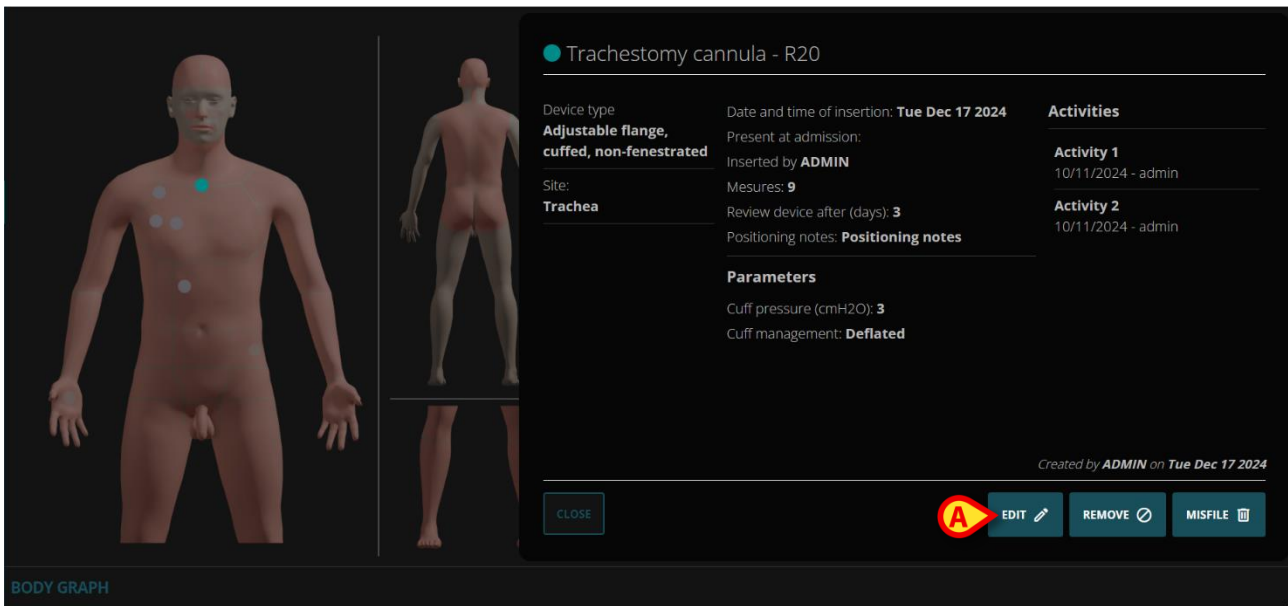 Trachestomy cannula - R20
Device type
Adjustable flange,
cuffed, non-fenestrated
Site:
Trachea
Date and time of insertion: Tue Dec 17 2024
Present at admission:
Inserted by ADMIN
Mesures: 9
Review device after (days): 3
Positioning notes: Positioning notes
Parameters
Cuff pressure (cmH2O): 3
Cuff management: Deflated
Activities
Activity 1
10/11/2024 - admin
Activity 2
10/11/2024 - admin
Created by ADMIN on Tue Dec 17 2024
CLOSE
A
EDIT
REMOVE
MISFILE
BODY GRAPH